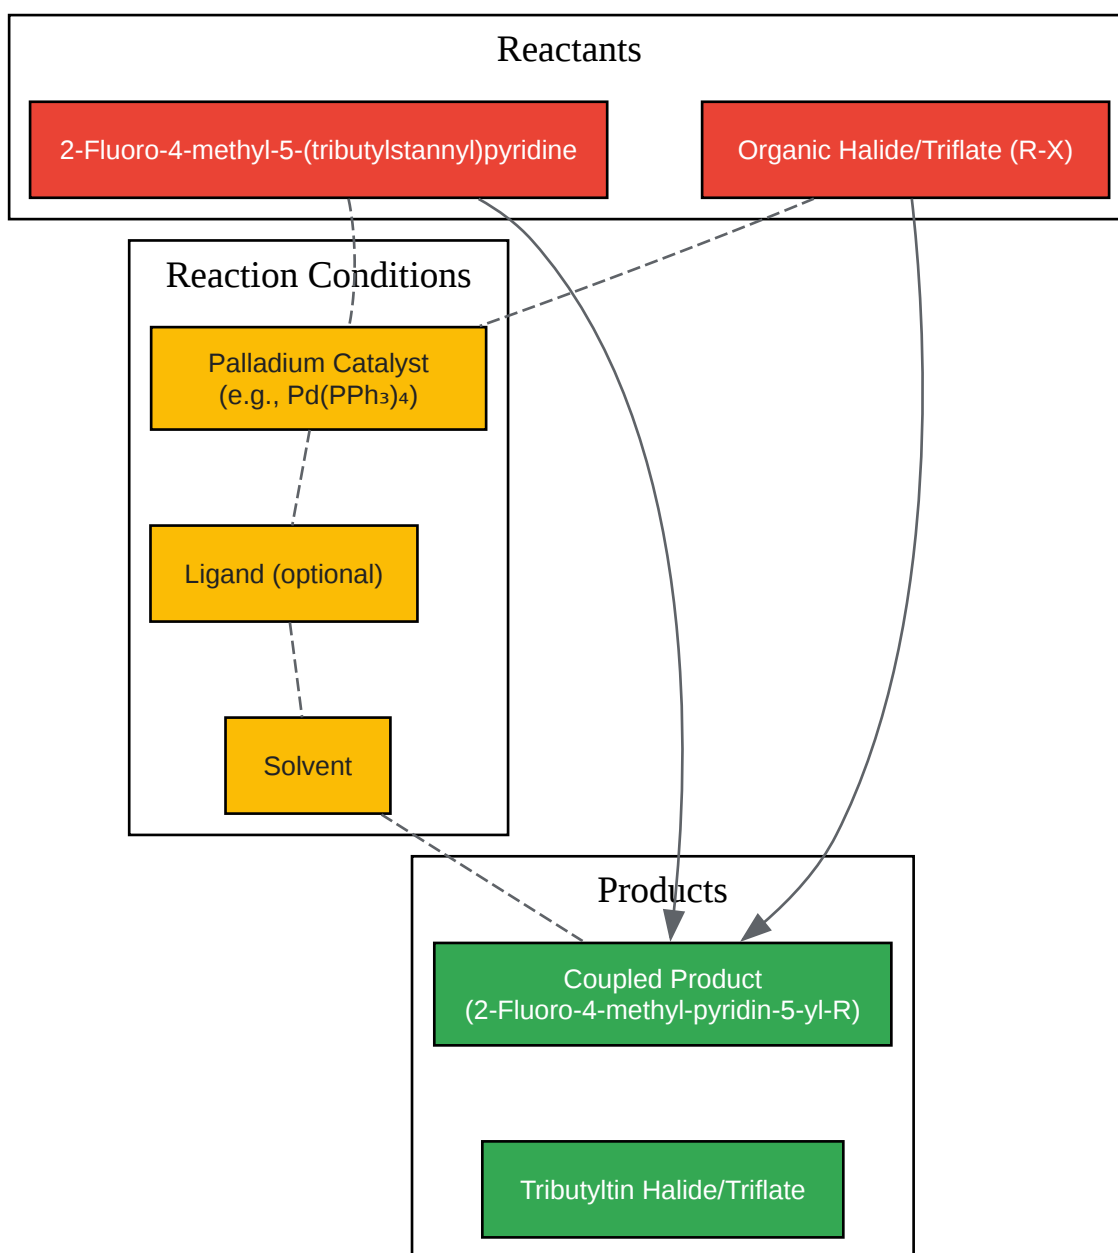 Reactants
2-Fluoro-4-methyl-5-(tributylstannyl)pyridine
Organic Halide/Triflate (R-X)
Reaction Conditions
Palladium Catalyst
(e.g., Pd(PPh₃)₄)
Ligand (optional)
Solvent
Products
Coupled Product
(2-Fluoro-4-methyl-pyridin-5-yl-R)
Tributyltin Halide/Triflate